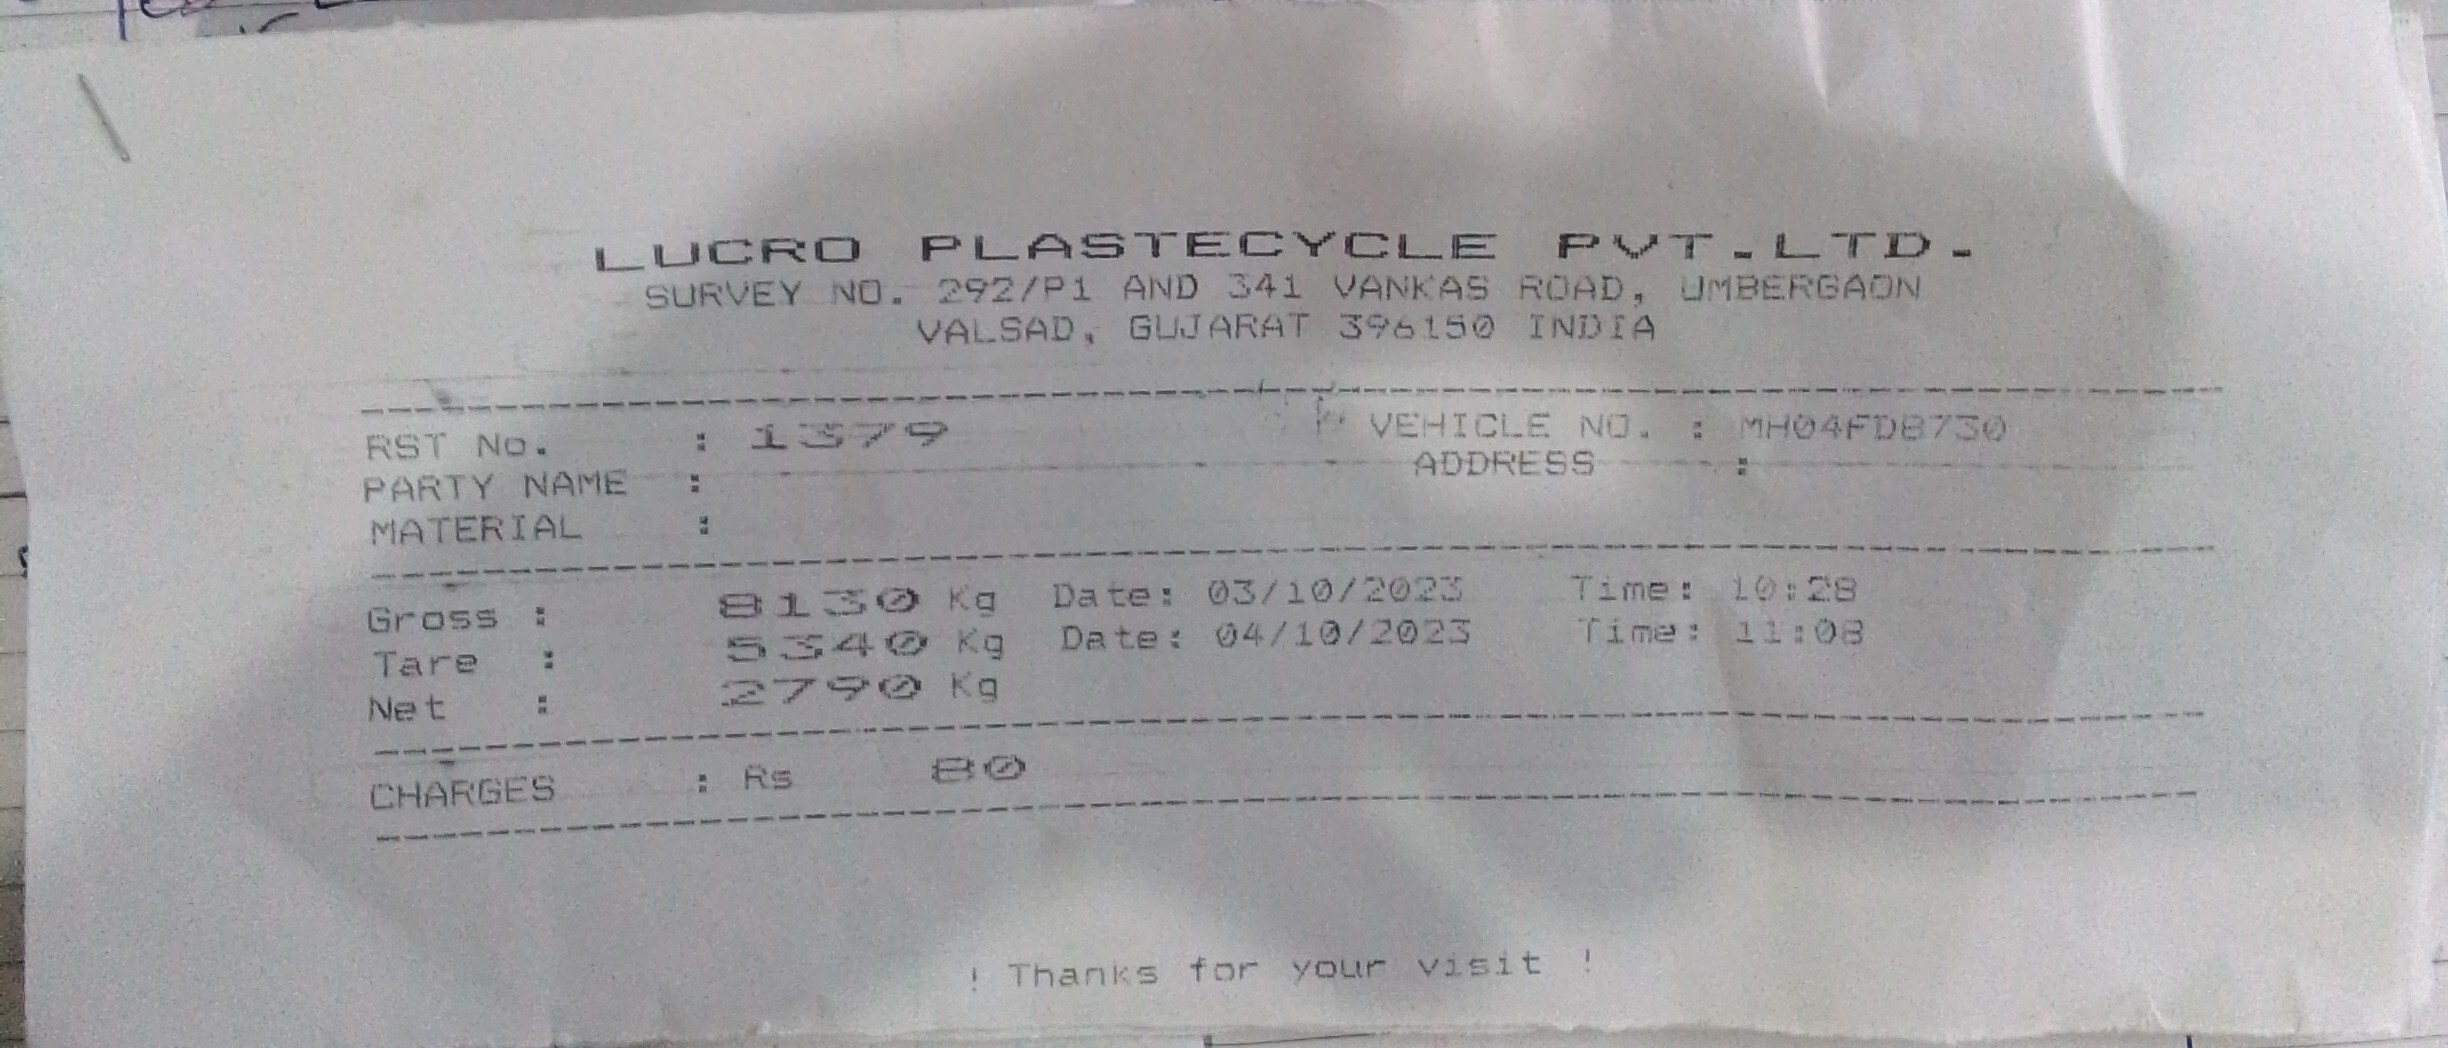 LUCRO PLASTECYCLE PVT.LTD.
SURVEY NO. 292/P1 AND 341 VANKAS ROAD, UMBERGAON
VALSAD, GUJARAT 396150 INDIA
RST No. : 1379 VEHICLE NO. : MH04FD8730
PARTY NAME : ADDRESS :
MATERIAL :
Gross : 8130 Kg Date: 03/10/2023 Time: 10:28
Tare : 5340 Kg Date: 04/10/2023 Time: 11:08
Net : 2790 Kg
CHARGES : Rs 80
! Thanks for your visit !